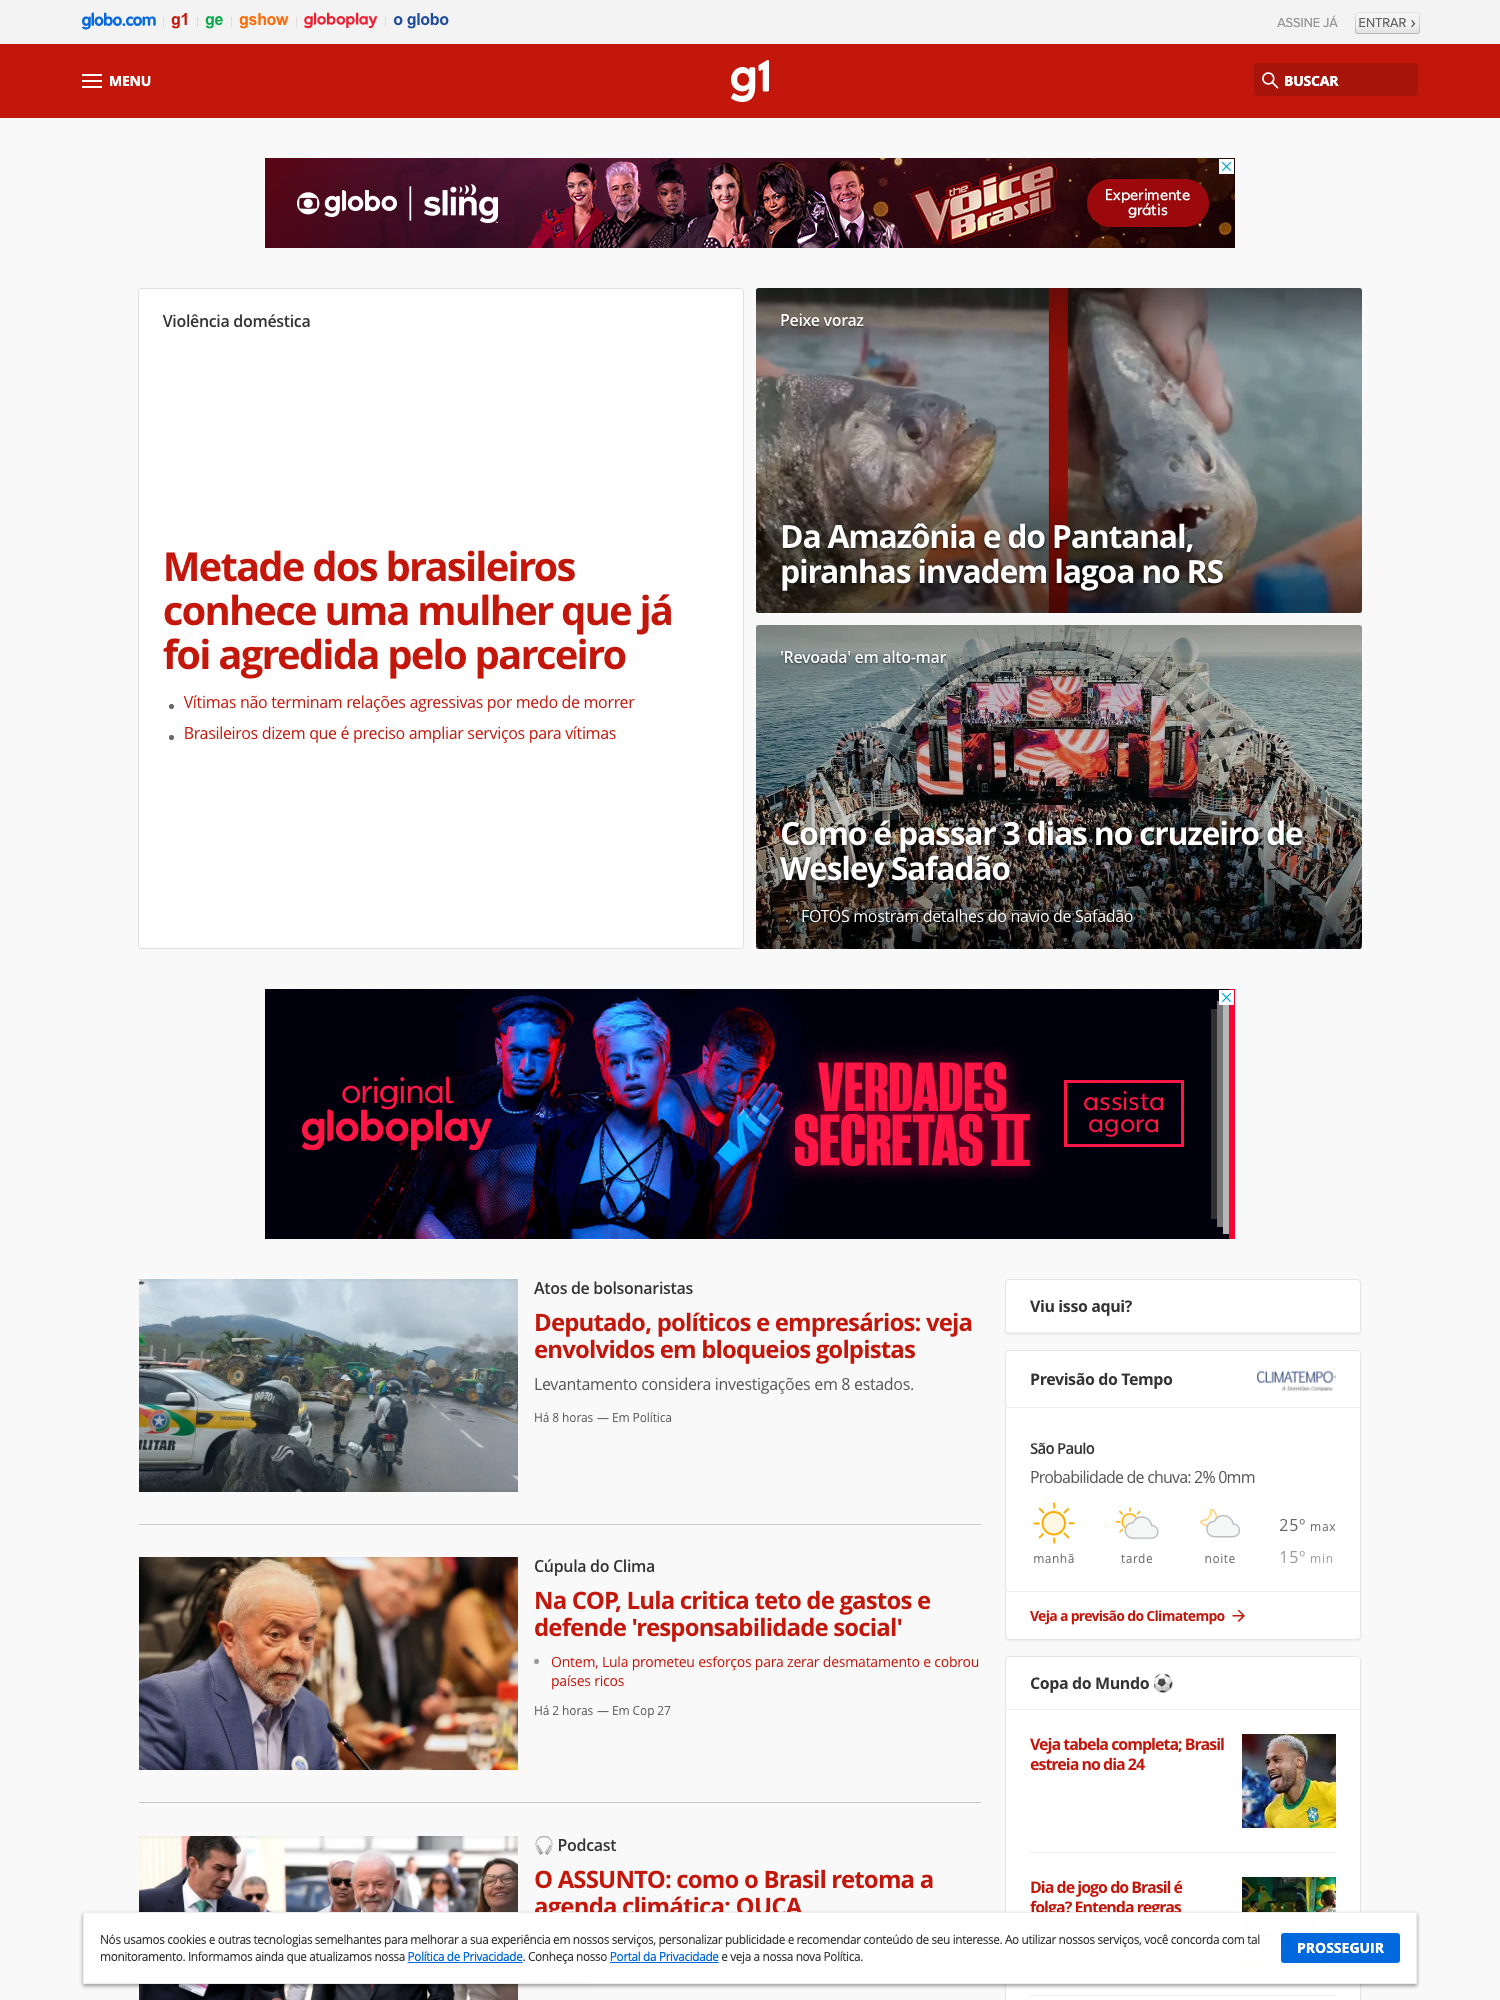 globo.com g1 ge gshow globoplay o globo
ASSINE JÁ ENTRAR ›
MENU
g1
BUSCAR
globo | sling
the Voice Brasil
Experimente grátis
Violência doméstica
Metade dos brasileiros
conhece uma mulher que já
foi agredida pelo parceiro
Vítimas não terminam relações agressivas por medo de morrer
Brasileiros dizem que é preciso ampliar serviços para vítimas
Peixe voraz
Da Amazônia e do Pantanal,
piranhas invadem lagoa no RS
'Revoada' em alto-mar
Como é passar 3 dias no cruzeiro de
Wesley Safadão
FOTOS mostram detalhes do navio de Safadão
original
globoplay
VERDADES
SECRETAS II
assista
agora
Atos de bolsonaristas
Deputado, políticos e empresários: veja
envolvidos em bloqueios golpistas
Levantamento considera investigações em 8 estados.
Há 8 horas — Em Política
Cúpula do Clima
Na COP, Lula critica teto de gastos e
defende 'responsabilidade social'
Ontem, Lula prometeu esforços para zerar desmatamento e cobrou
países ricos
Há 2 horas — Em Cop 27
🎧 Podcast
O ASSUNTO: como o Brasil retoma a
agenda climática; OUÇA
Viu isso aqui?
Previsão do Tempo
CLIMATEMPO
A StormGeo Company
São Paulo
Probabilidade de chuva: 2% 0mm
manhã tarde noite
25° max
15° min
Veja a previsão do Climatempo →
Copa do Mundo ⚽
Veja tabela completa; Brasil
estreia no dia 24
Dia de jogo do Brasil é
folga? Entenda regras
Nós usamos cookies e outras tecnologias semelhantes para melhorar a sua experiência em nossos serviços, personalizar publicidade e recomendar conteúdo de seu interesse. Ao utilizar nossos serviços, você concorda com tal
monitoramento. Informamos ainda que atualizamos nossa Política de Privacidade. Conheça nosso Portal da Privacidade e veja a nossa nova Política.
PROSSEGUIR